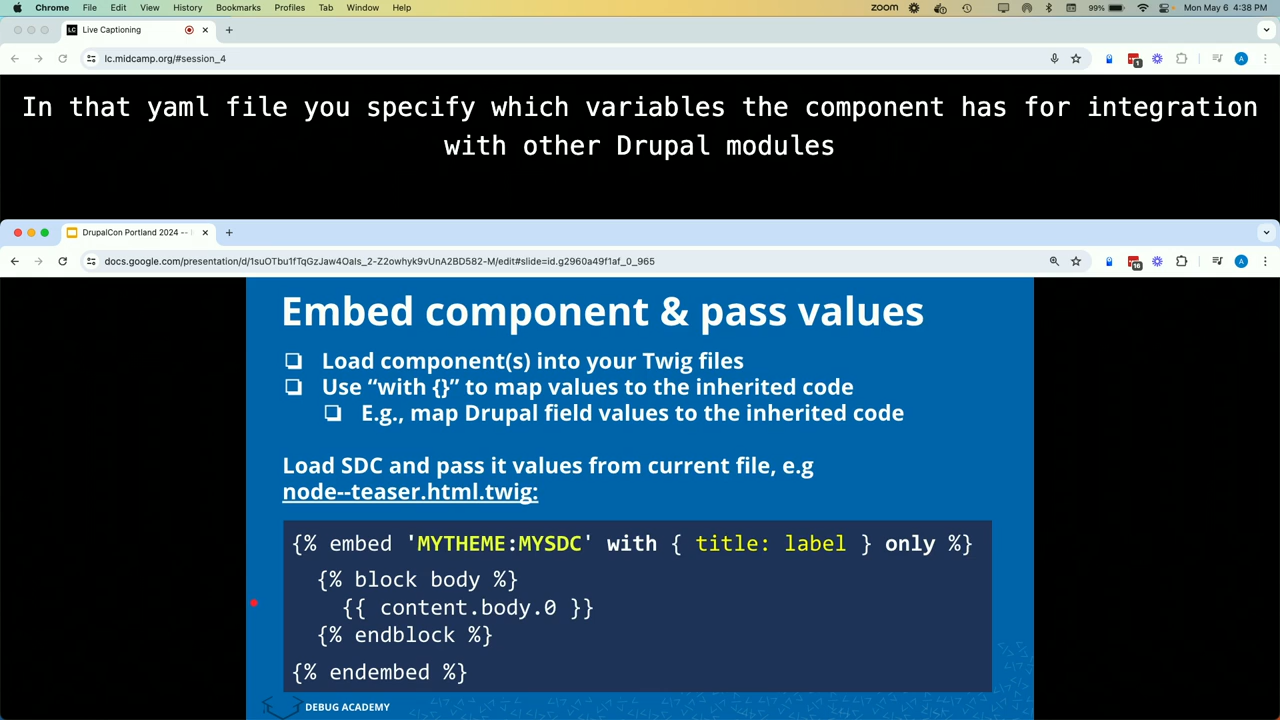 Chrome File Edit View History Bookmarks Profiles Tab Window Help
zoom 99% Mon May 6 4:38 PM
LC Live Captioning
lc.midcamp.org/#session_4
1 A
In that yaml file you specify which variables the component has for integration
with other Drupal modules
DrupalCon Portland 2024 --
docs.google.com/presentation/d/1suOTbu1fTqGzJaw4Oals_2-Z2owhyk9vUnA2BD582-M/edit#slide=id.g2960a49f1af_0_965
16 A
Embed component & pass values
Load component(s) into your Twig files
Use “with {}” to map values to the inherited code
E.g., map Drupal field values to the inherited code
Load SDC and pass it values from current file, e.g
node--teaser.html.twig:
{% embed 'MYTHEME:MYSDC' with { title: label } only %}
{% block body %}
{{ content.body.0 }}
{% endblock %}
{% endembed %}
DEBUG ACADEMY